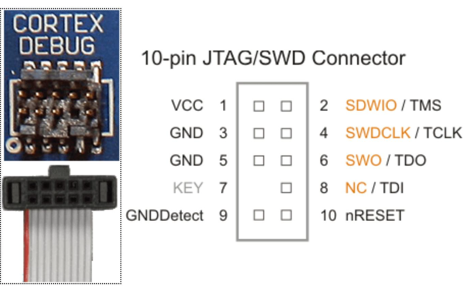 CORTEX
DEBUG
10-pin JTAG/SWD Connector
VCC 1 2 SDWIO / TMS
GND 3 4 SWDCLK / TCLK
GND 5 6 SWO / TDO
KEY 7 8 NC / TDI
GNDDetect 9 10 nRESET